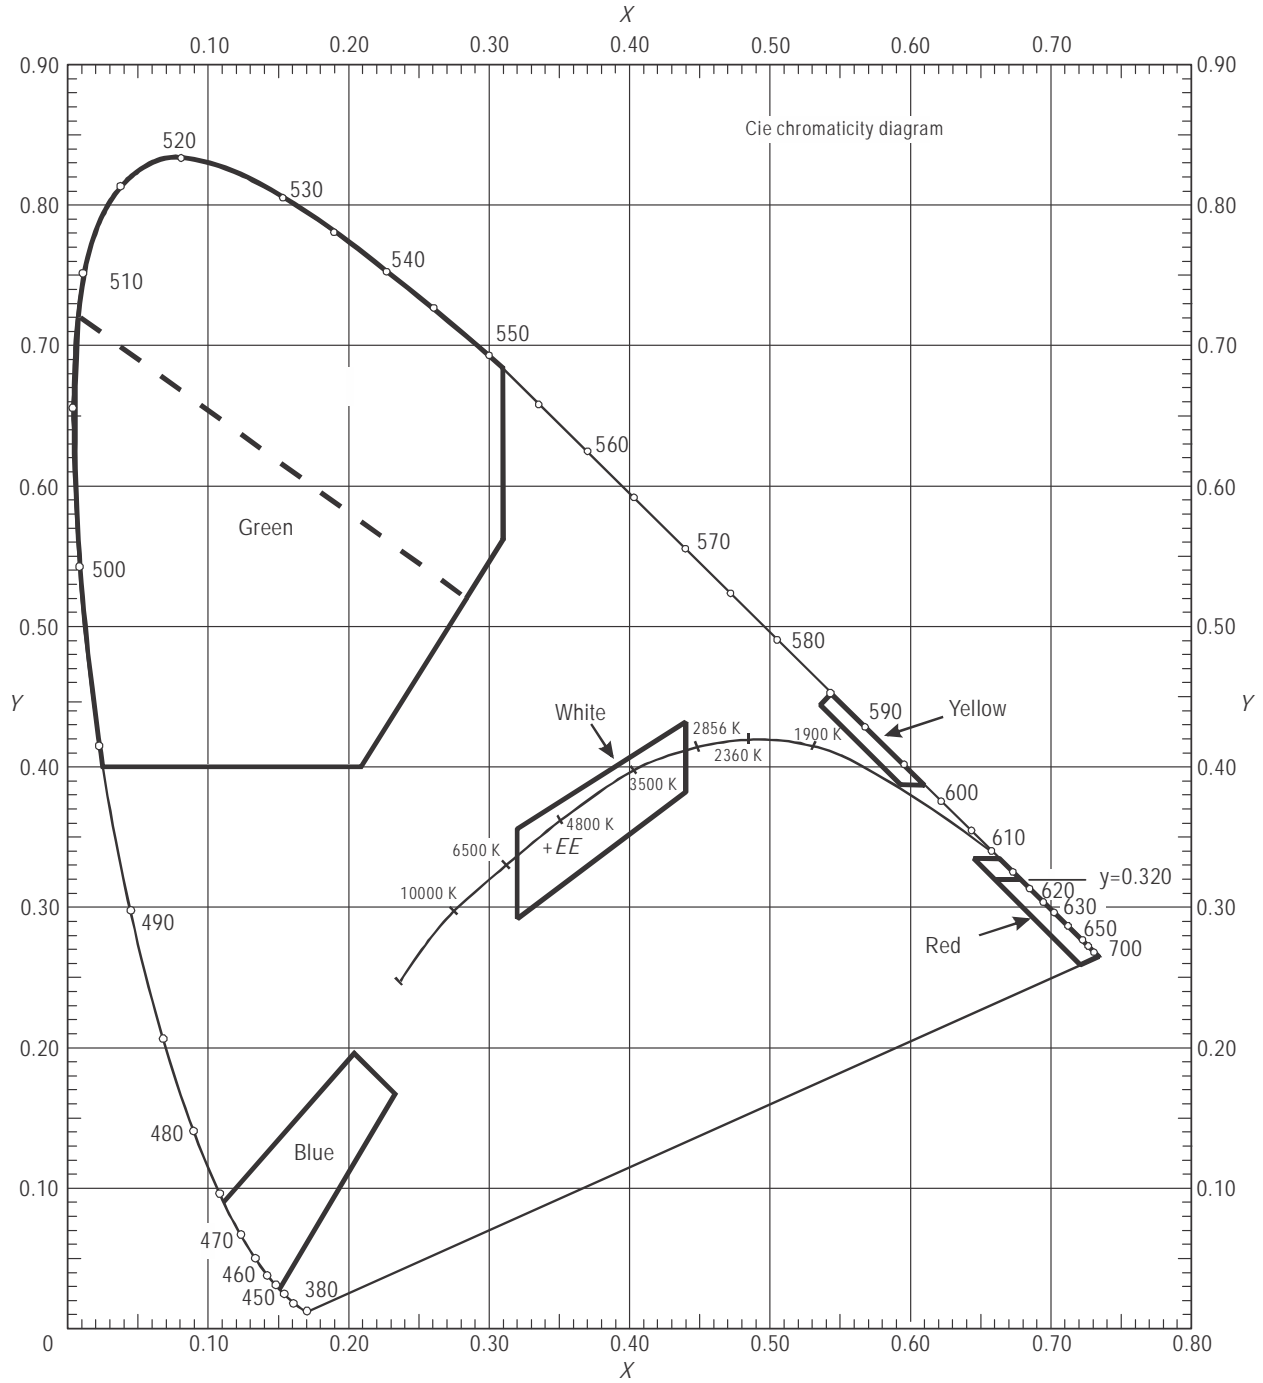 X
0.10 0.20 0.30 0.40 0.50 0.60 0.70
0.90 0.90
Cie chromaticity diagram
520
530
0.80 0.80
540
510
550
0.70 0.70
560
0.60 0.60
Green
570
500
0.50 0.50
580
Y Y
White
590
Yellow
2856 K
1900 K
2360 K
0.40 0.40
3500 K
600
4800 K
610
6500 K
+EE
y=0.320
10000 K
620
0.30 630 0.30
490
650
Red
700
0.20 0.20
480
Blue
0.10 0.10
470
460
380
450
0 0.10 0.20 0.30 0.40 0.50 0.60 0.70 0.80
X